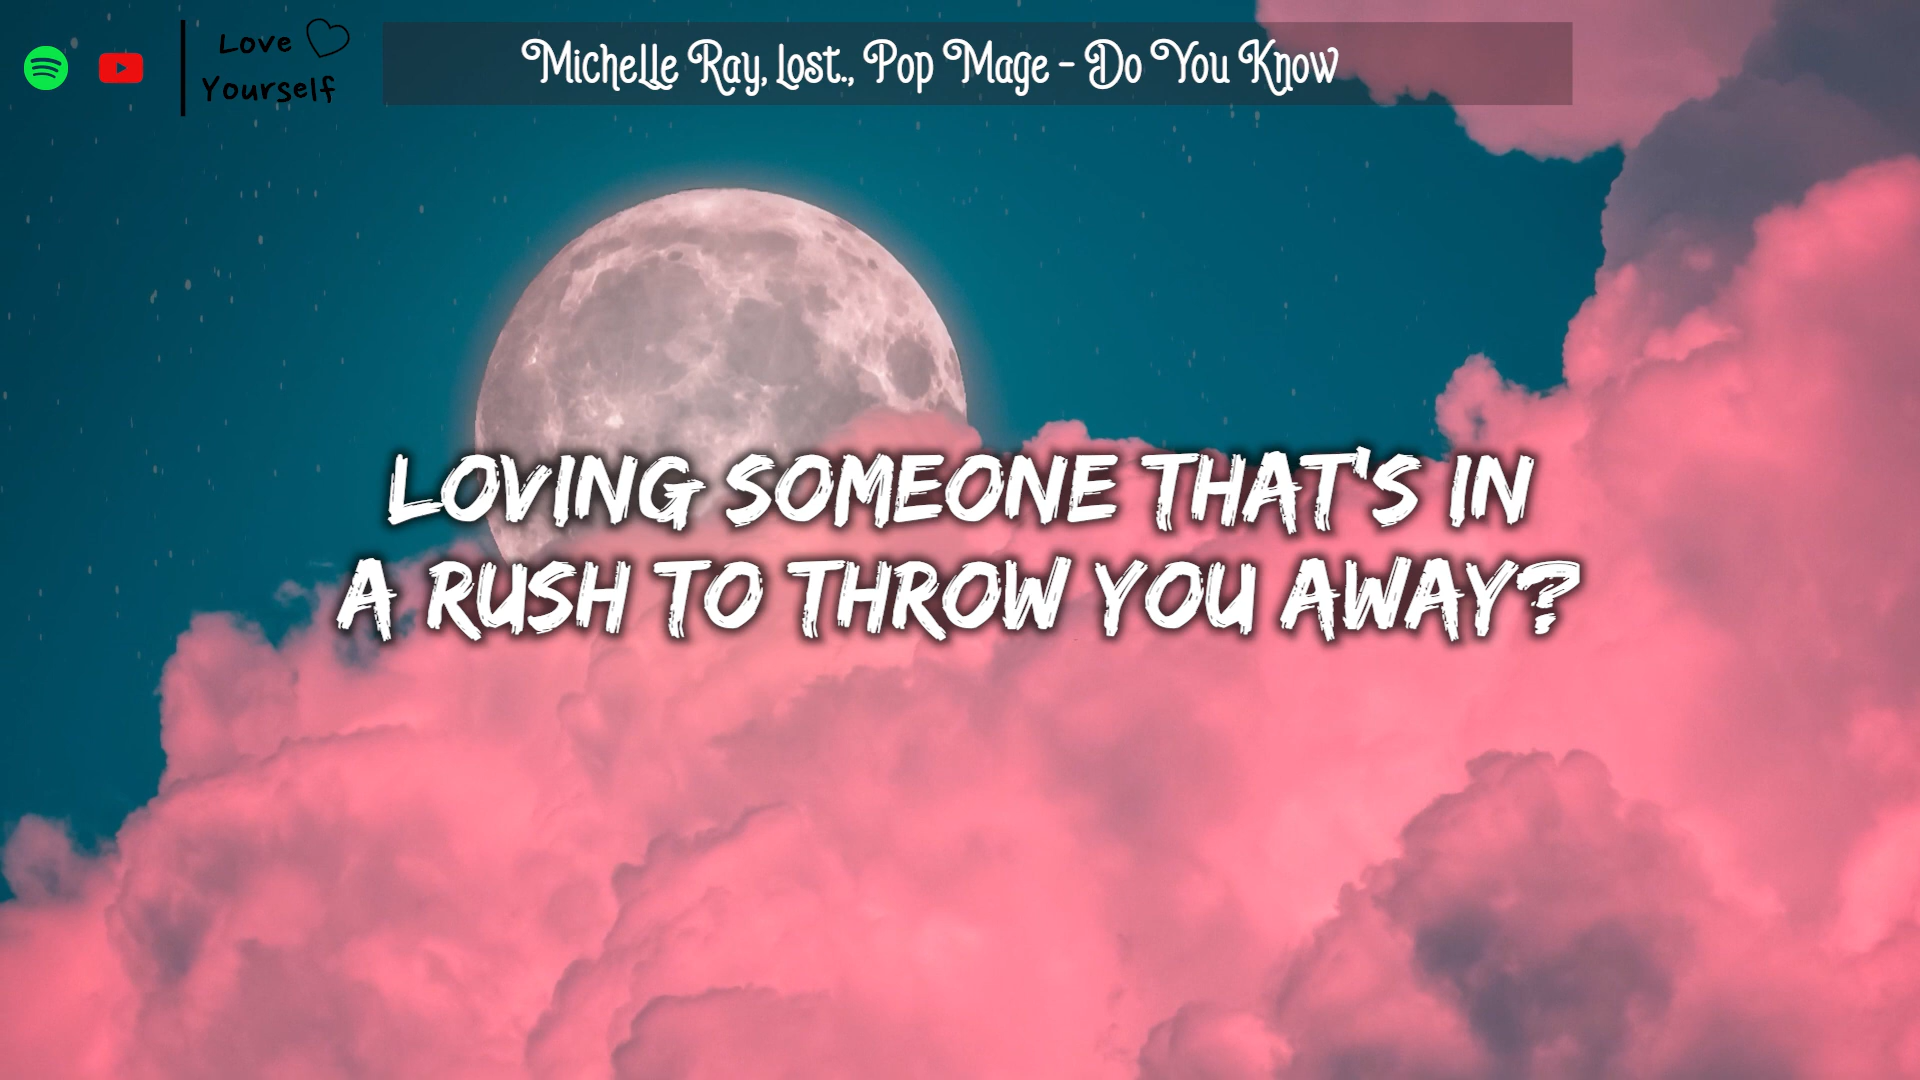 Love
Yourself
Michelle Ray, Lost., Pop Mage - Do You Know
LOVING SOMEONE THAT'S IN
A RUSH TO THROW YOU AWAY?